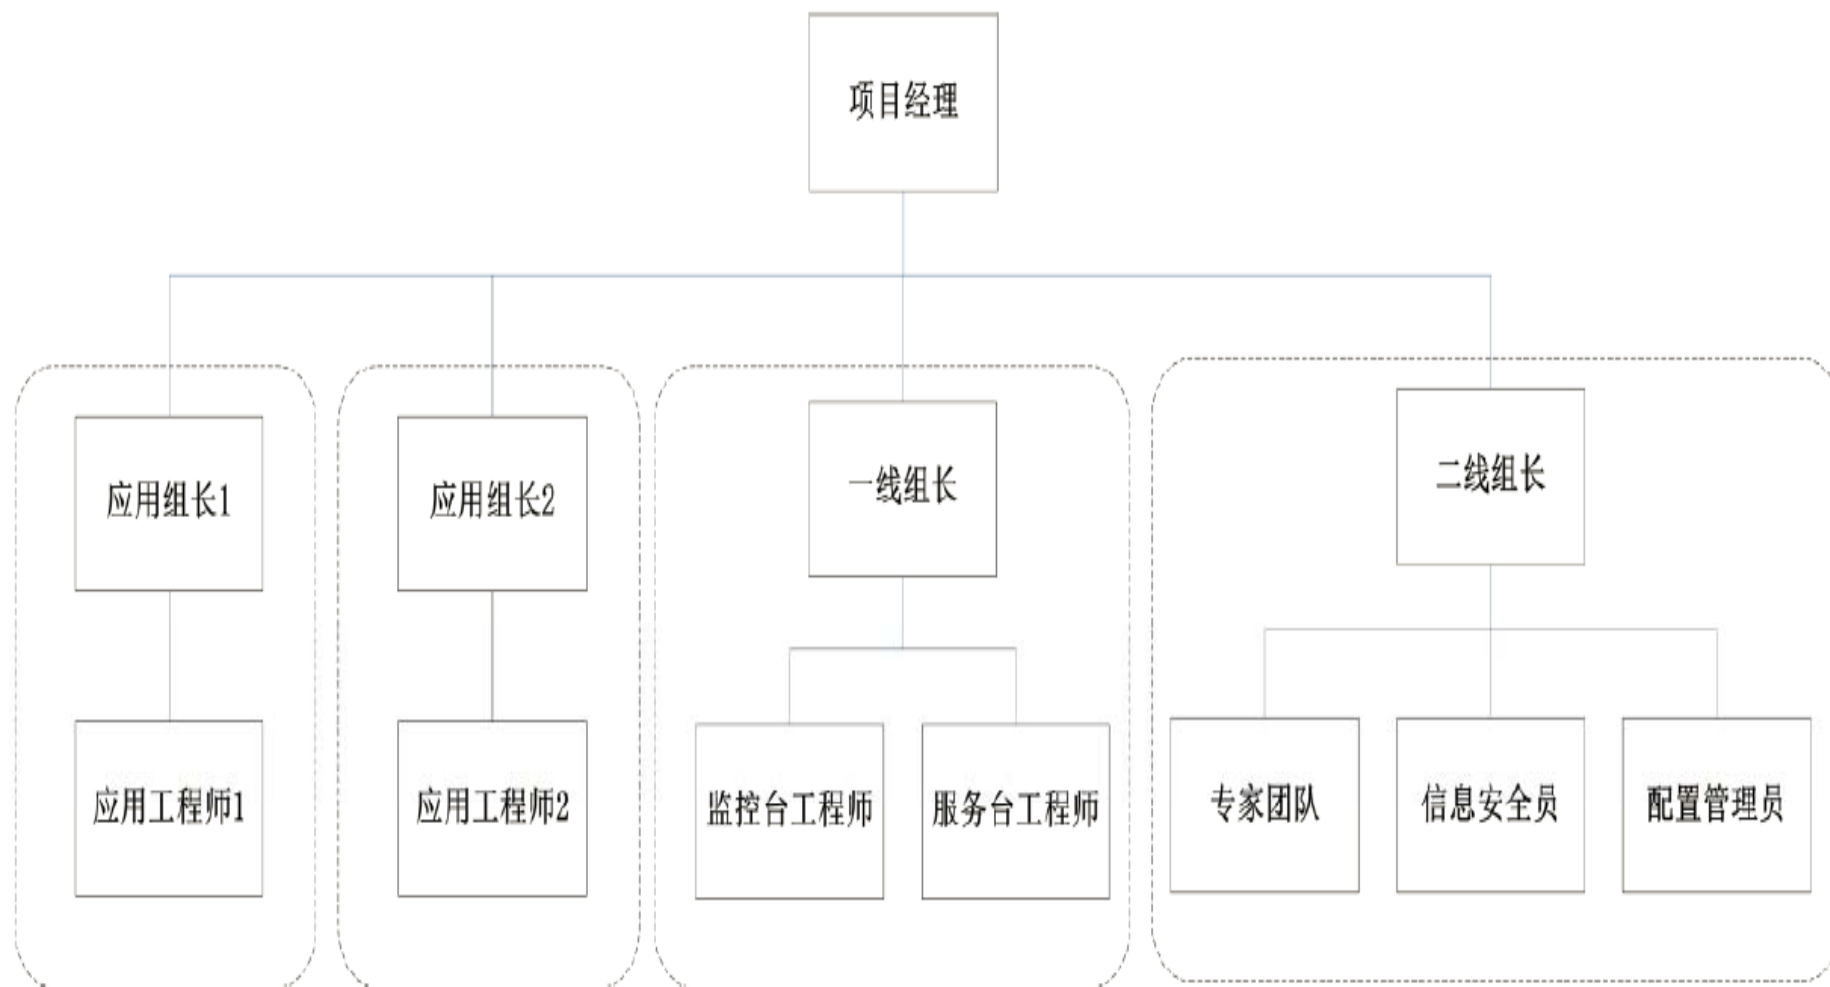 项目经理
应用组长1
应用组长2
一线组长
二线组长
应用工程师1
应用工程师2
监控台工程师
服务台工程师
专家团队
信息安全员
配置管理员